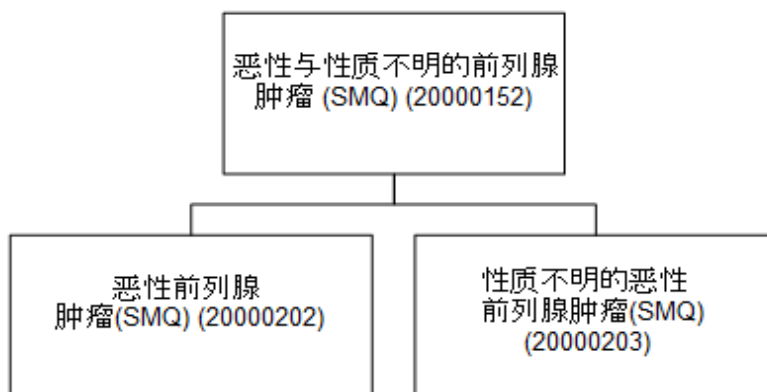 恶性与性质不明的前列腺
肿瘤 (SMQ) (20000152)
恶性前列腺
肿瘤(SMQ) (20000202)
性质不明的恶性
前列腺肿瘤(SMQ)
(20000203)